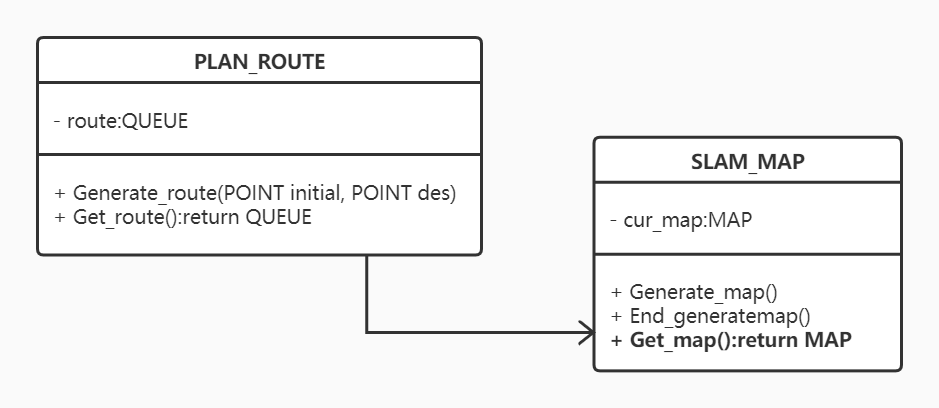 PLAN_ROUTE
- route:QUEUE
+ Generate_route(POINT initial, POINT des)
+ Get_route():return QUEUE
SLAM_MAP
- cur_map:MAP
+ Generate_map()
+ End_generatemap()
+ Get_map():return MAP